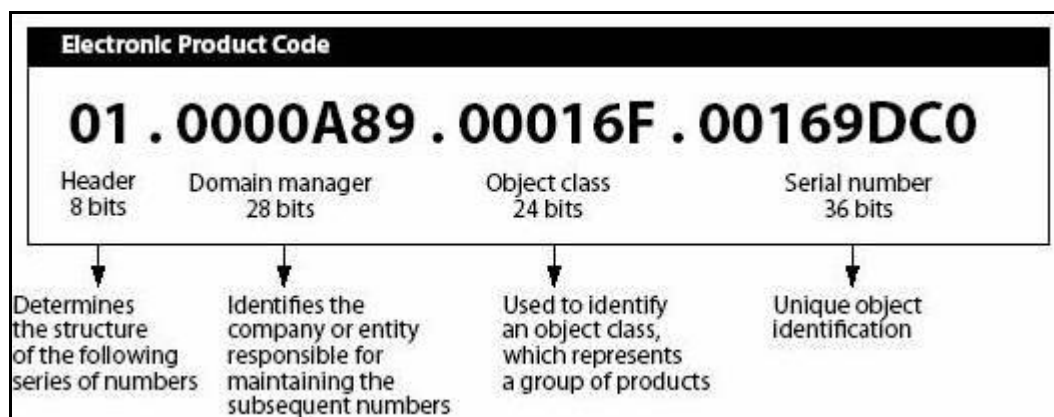 Electronic Product Code
01 . 0000A89 . 00016F . 00169DC0
Header
8 bits
Domain manager
28 bits
Object class
24 bits
Serial number
36 bits
Determines
the structure
of the following
series of numbers
Identifies the
company or entity
responsible for
maintaining the
subsequent numbers
Used to identify
an object class,
which represents
a group of products
Unique object
identification